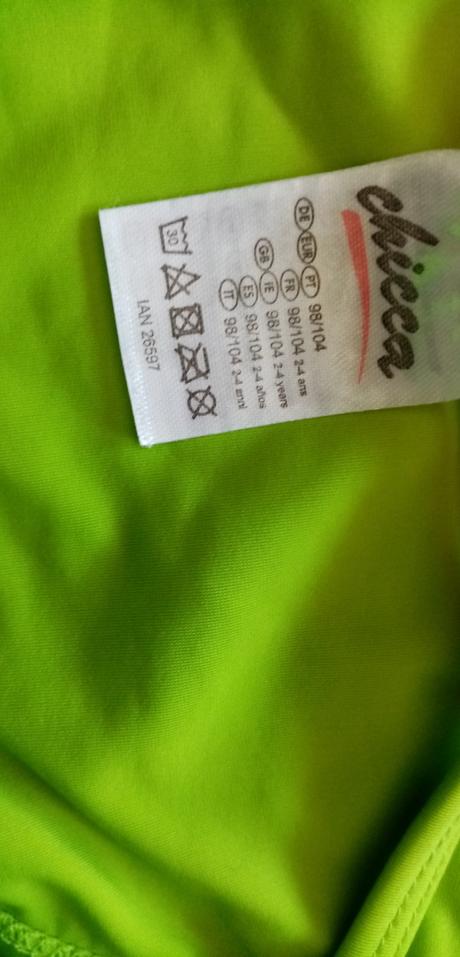 chicca
DE EUR PT 98/104
FR 98/104 2-4 ans
GB IE 98/104 2-4 years
ES 98/104 2-4 años
IT 98/104 2-4 anni
30
IAN 26597